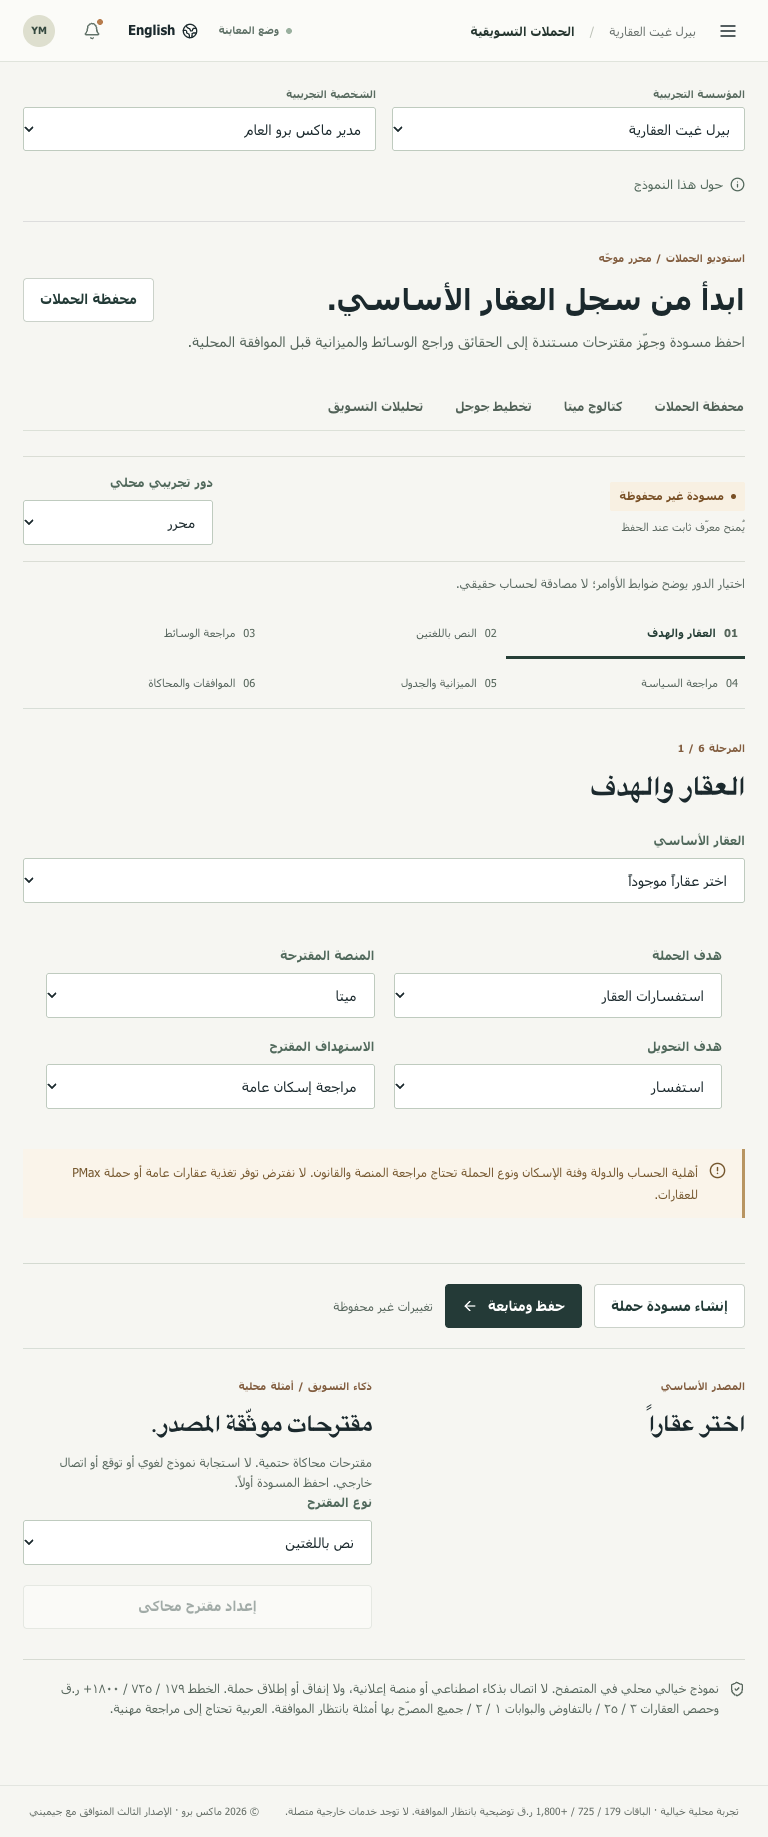 بيرل غيت العقارية / الحملات التسويقية
وضع المعاينة
English
YM
المؤسسة التجريبية
بيرل غيت العقارية
الشخصية التجريبية
مدير ماكس برو العام
حول هذا النموذج
استوديو الحملات / محرر موجّه
ابدأ من سجل العقار الأساسي.
محفظة الحملات
احفظ مسودة وجهّز مقترحات مستندة إلى الحقائق وراجع الوسائط والميزانية قبل الموافقة المحلية.
محفظة الحملات
كتالوج ميتا
تخطيط جوجل
تحليلات التسويق
مسودة غير محفوظة
يُمنح معرّف ثابت عند الحفظ
دور تجريبي محلي
محرر
اختيار الدور يوضح ضوابط الأوامر؛ لا مصادقة لحساب حقيقي.
01 العقار والهدف
02 النص باللغتين
03 مراجعة الوسائط
04 مراجعة السياسة
05 الميزانية والجدول
06 الموافقات والمحاكاة
المرحلة 6 / 1
العقار والهدف
العقار الأساسي
اختر عقاراً موجوداً
هدف الحملة
استفسارات العقار
المنصة المقترحة
ميتا
هدف التحويل
استفسار
الاستهداف المقترح
مراجعة إسكان عامة
أهلية الحساب والدولة وفئة الإسكان ونوع الحملة تحتاج مراجعة المنصة والقانون. لا نفترض توفر تغذية عقارات عامة أو حملة PMax
للعقارات.
إنشاء مسودة حملة
حفظ ومتابعة
تغييرات غير محفوظة
المصدر الأساسي
اختر عقاراً
ذكاء التسويق / أمثلة محلية
مقترحات موثّقة المصدر.
مقترحات محاكاة حتمية. لا استجابة نموذج لغوي أو توقع أو اتصال
خارجي. احفظ المسودة أولاً.
نوع المقترح
نص باللغتين
إعداد مقترح محاكى
نموذج خيالي محلي في المتصفح. لا اتصال بذكاء اصطناعي أو منصة إعلانية، ولا إنفاق أو إطلاق حملة. الخطط ١٧٩ / ٧٢٥ / ١٨٠٠+ ر.ق
وحصص العقارات ٣ / ٢٥ / بالتفاوض والبوابات ١ / ٢ / جميع المصرّح بها أمثلة بانتظار الموافقة. العربية تحتاج إلى مراجعة مهنية.
تجربة محلية خيالية · الباقات 179 / 725 / +1,800 ر.ق توضيحية بانتظار الموافقة. لا توجد خدمات خارجية متصلة.
© 2026 ماكس برو · الإصدار الثالث المتوافق مع جيميني